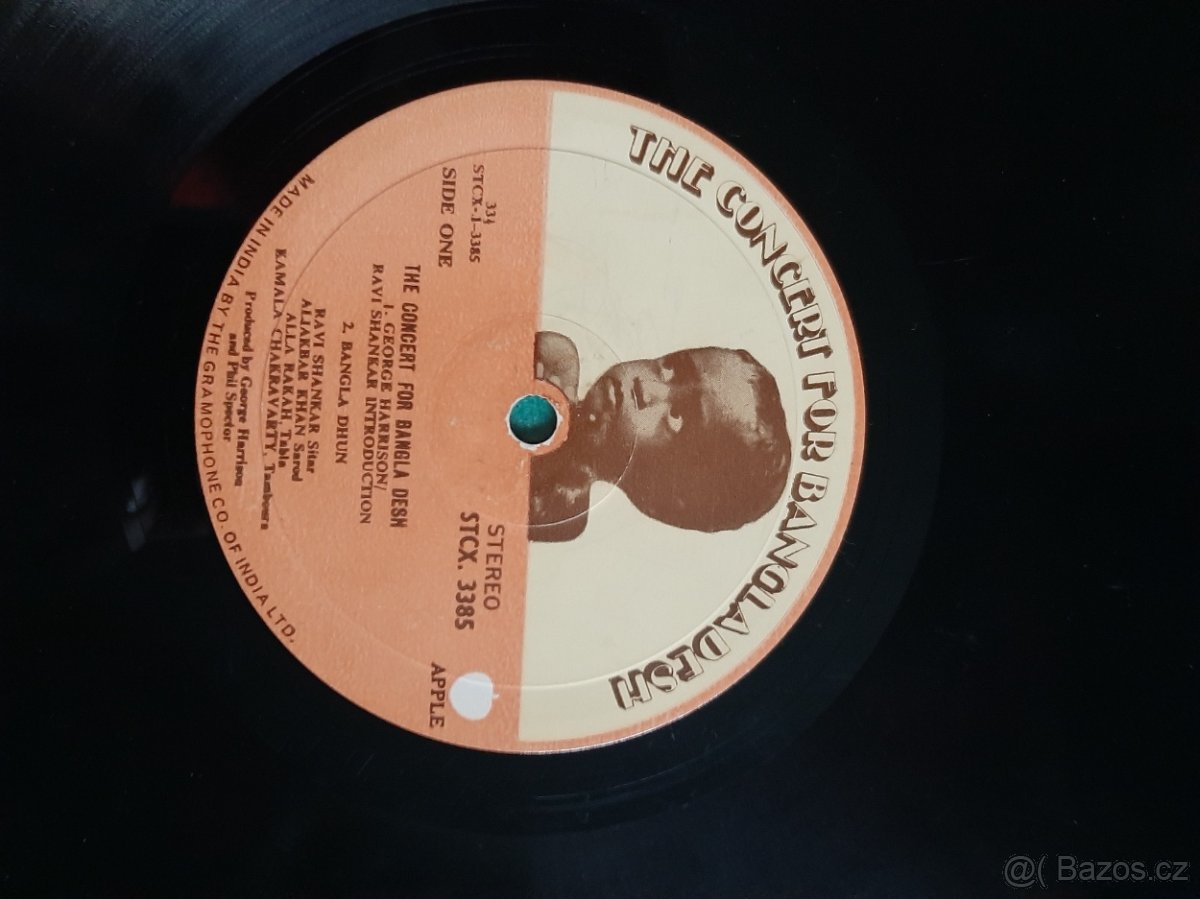 THE CONCERT FOR BANGLADESH
33⅓
STCX-.1-3385
SIDE ONE
STEREO
STCX. 3385
APPLE
THE CONCERT FOR BANGLA DESH
1. GEORGE HARRISON/
RAVI SHANKAR INTRODUCTION
2. BANGLA DHUN
RAVI SHANKAR Sitar
ALIAKBAR KHAN Sarod
ALLA RAKAH, Tabla
KAMALA CHAKRAVARTY, Tamboura
Produced by George Harrison
and Phil Spector
MADE IN INDIA BY THE GRAMOPHONE CO. OF INDIA LTD.
@( Bazos.cz